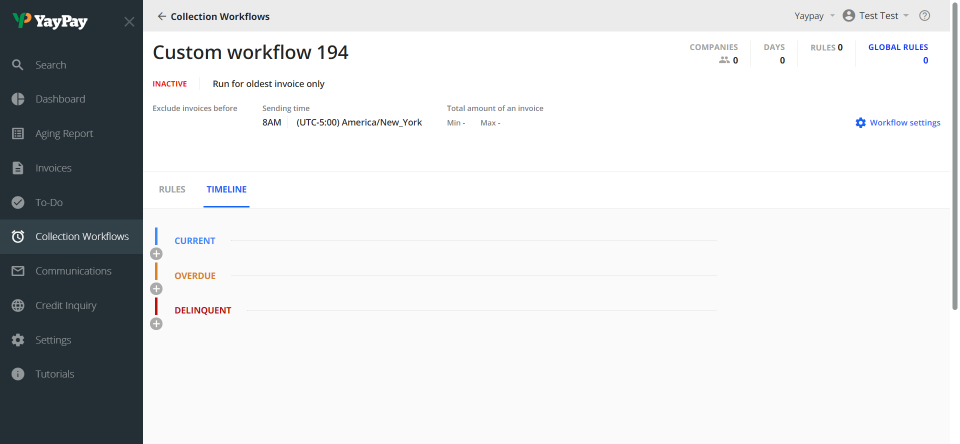 YayPay
Search
Dashboard
Aging Report
Invoices
To-Do
Collection Workflows
Communications
Credit Inquiry
Settings
Tutorials
Collection Workflows
Yaypay
Test Test
Custom workflow 194
COMPANIES
0
DAYS
0
RULES 0
GLOBAL RULES
0
INACTIVE
Run for oldest invoice only
Exclude invoices before
Sending time
8AM
(UTC-5:00) America/New_York
Total amount of an invoice
Min -
Max -
Workflow settings
RULES
TIMELINE
CURRENT
OVERDUE
DELINQUENT